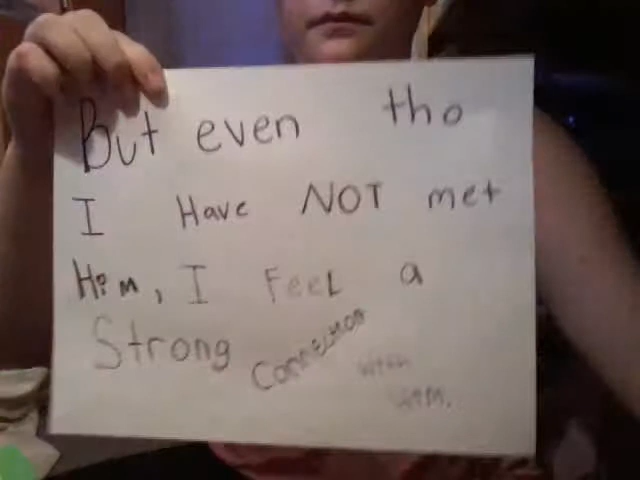 But even tho
I Have NOT met
Him, I FeeL a
Strong Connection with
him.